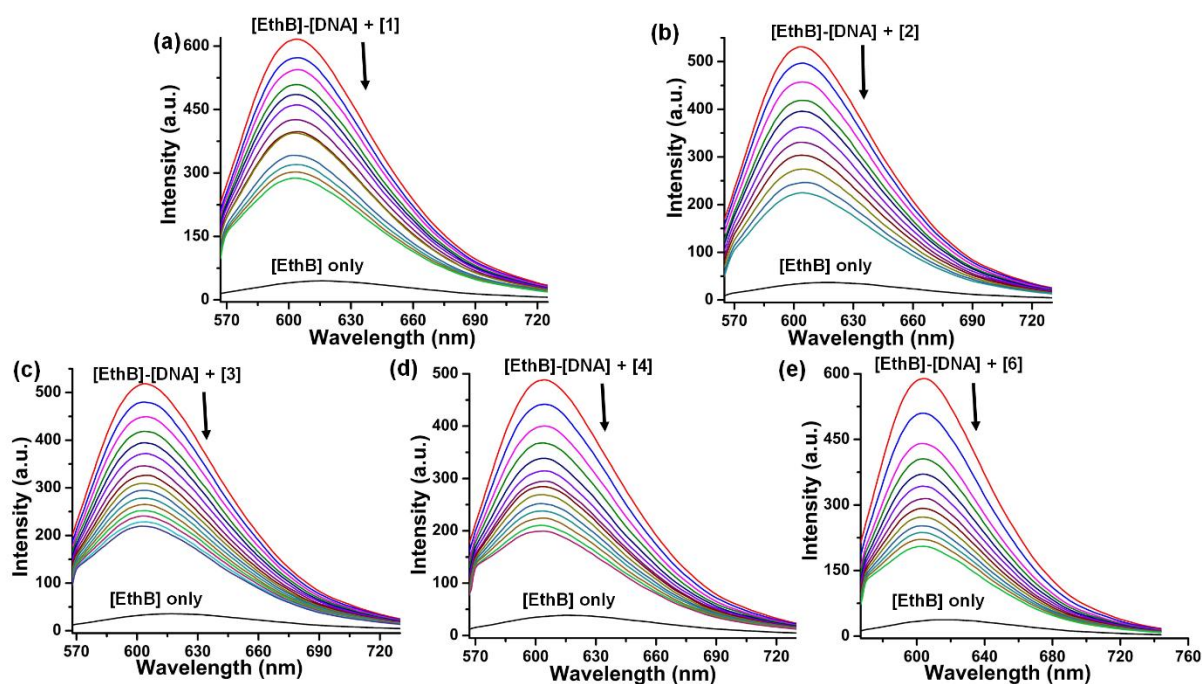 (a)
[EthB]-[DNA] + [1]
600
450
300
150
0
Intensity (a.u.)
[EthB] only
570 600 630 660 690 720
Wavelength (nm)
(b)
[EthB]-[DNA] + [2]
500
400
300
200
100
0
Intensity (a.u.)
[EthB] only
570 600 630 660 690 720
Wavelength (nm)
(c)
[EthB]-[DNA] + [3]
500
400
300
200
100
0
Intensity (a.u.)
[EthB] only
570 600 630 660 690 720
Wavelength (nm)
(d)
[EthB]-[DNA] + [4]
500
400
300
200
100
0
Intensity (a.u.)
[EthB] only
570 600 630 660 690 720
Wavelength (nm)
(e)
[EthB]-[DNA] + [6]
600
450
300
150
0
Intensity (a.u.)
[EthB] only
600 640 680 720 760
Wavelength (nm)